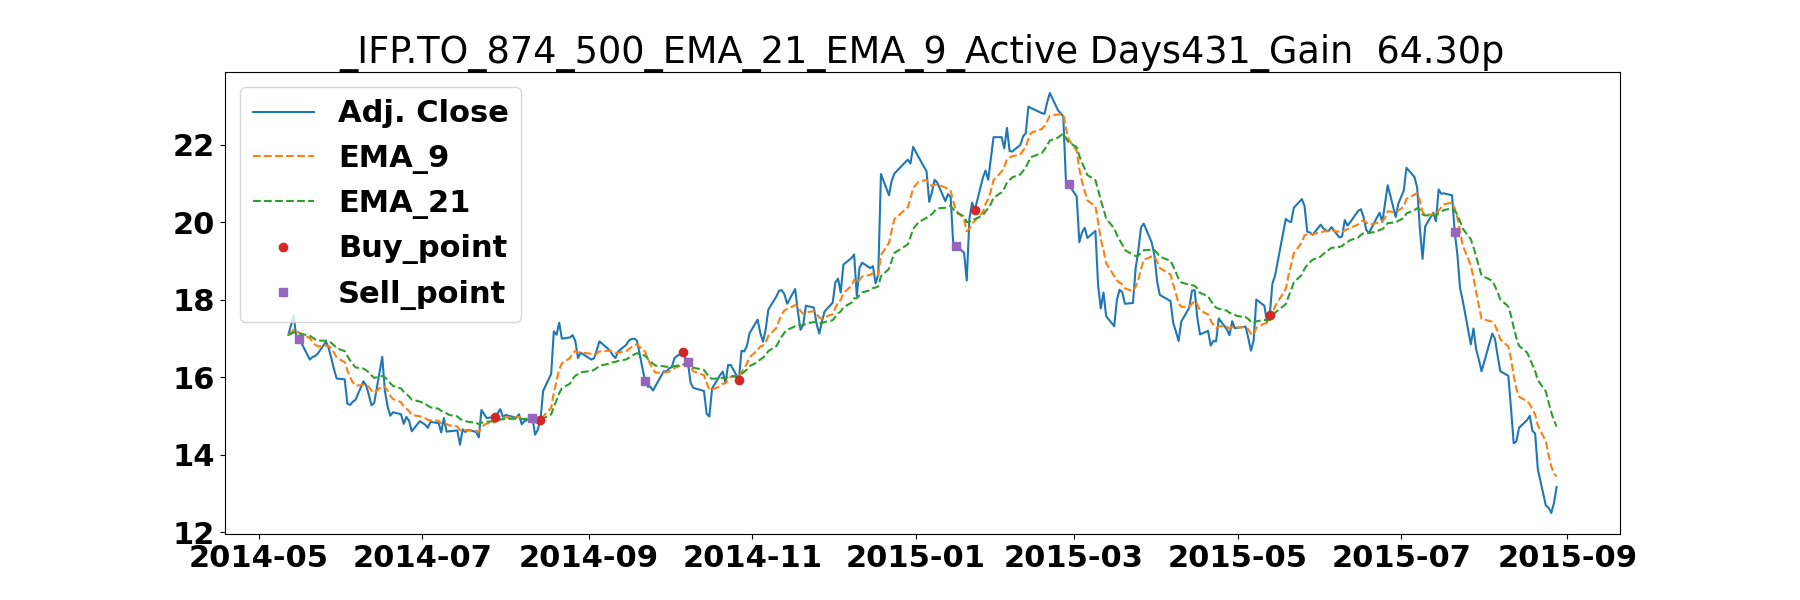 _IFP.TO_874_500_EMA_21_EMA_9_Active Days431_Gain  64.30p
Adj. Close
EMA_9
EMA_21
Buy_point
Sell_point
22
20
18
16
14
12
2014-05 2014-07 2014-09 2014-11 2015-01 2015-03 2015-05 2015-07 2015-09